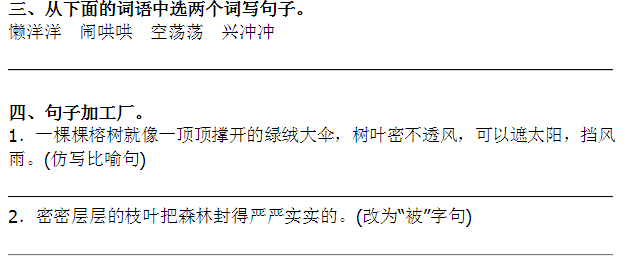 三、从下面的词语中选两个词写句子。
懒洋洋 闹哄哄 空荡荡 兴冲冲
四、句子加工厂。
1．一棵棵榕树就像一顶顶撑开的绿绒大伞，树叶密不透风，可以遮太阳，挡风
雨。(仿写比喻句)
2．密密层层的枝叶把森林封得严严实实的。(改为“被”字句)